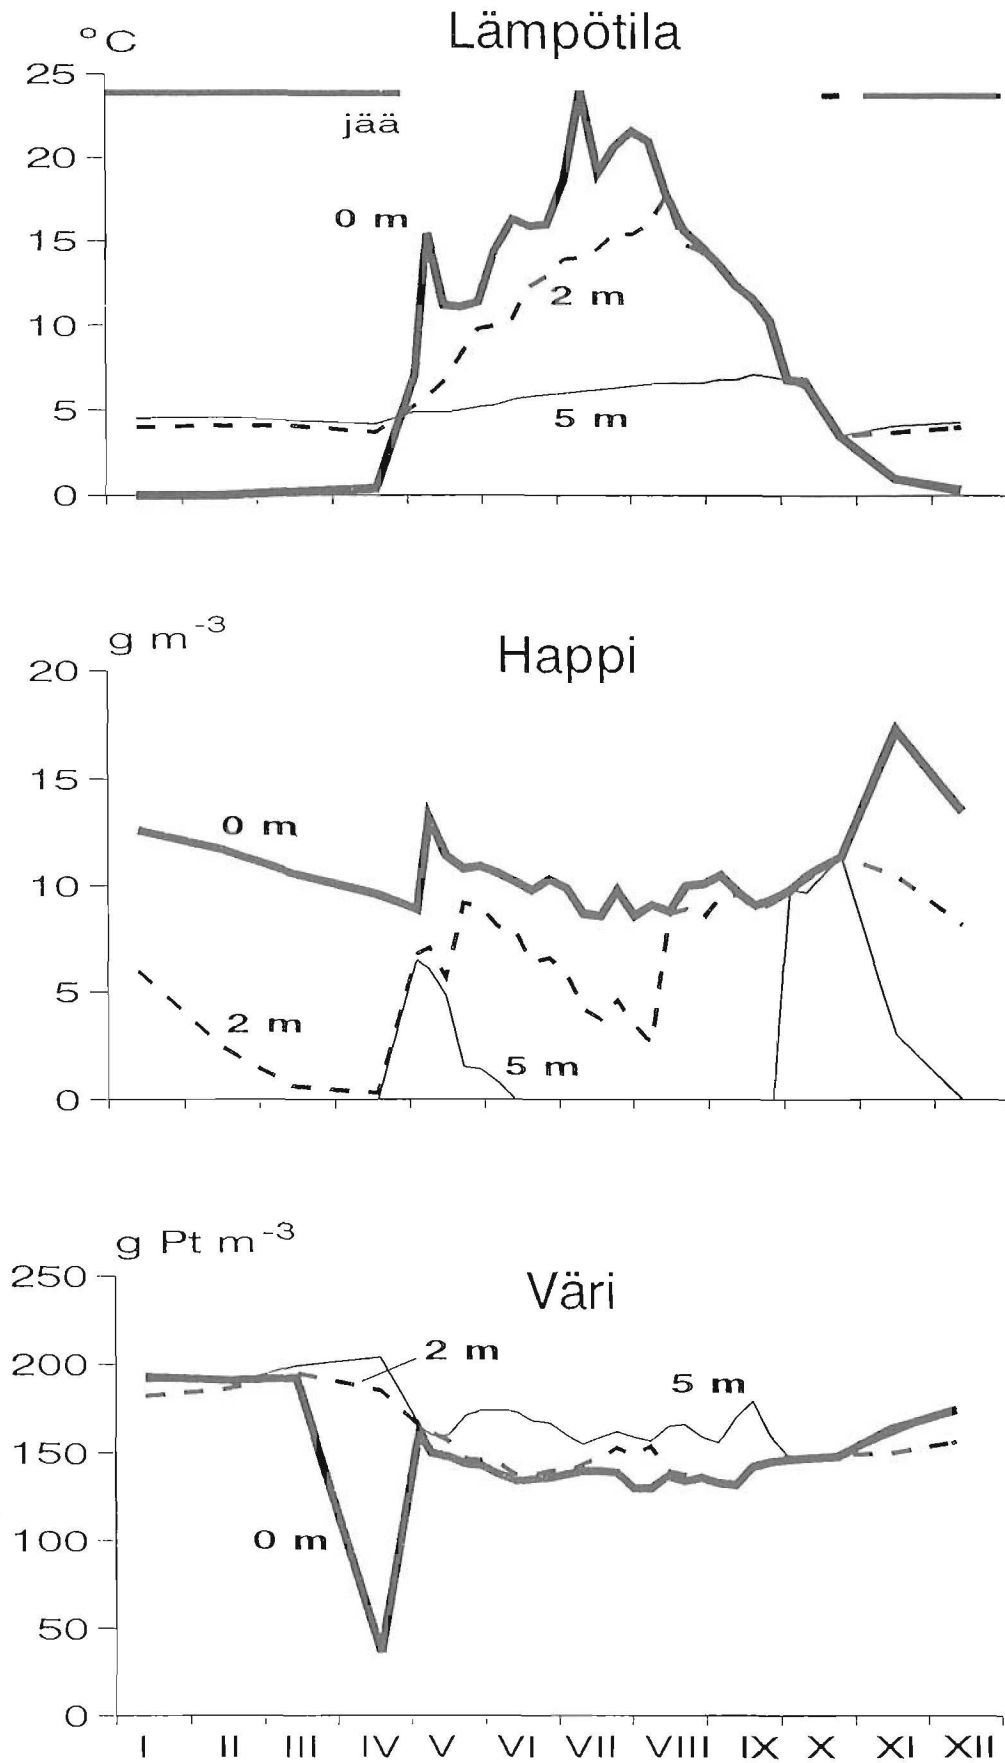 Lämpötila
°C
25
jää
20
0 m
15
2 m
10
5 m
5
0
g m-3
Happi
20
15
0 m
10
5
2 m
5 m
0
g Pt m-3
250
Väri
2 m
200
5 m
150
100
0 m
50
0
I II III IV V VI VII VIII IX X XI XII